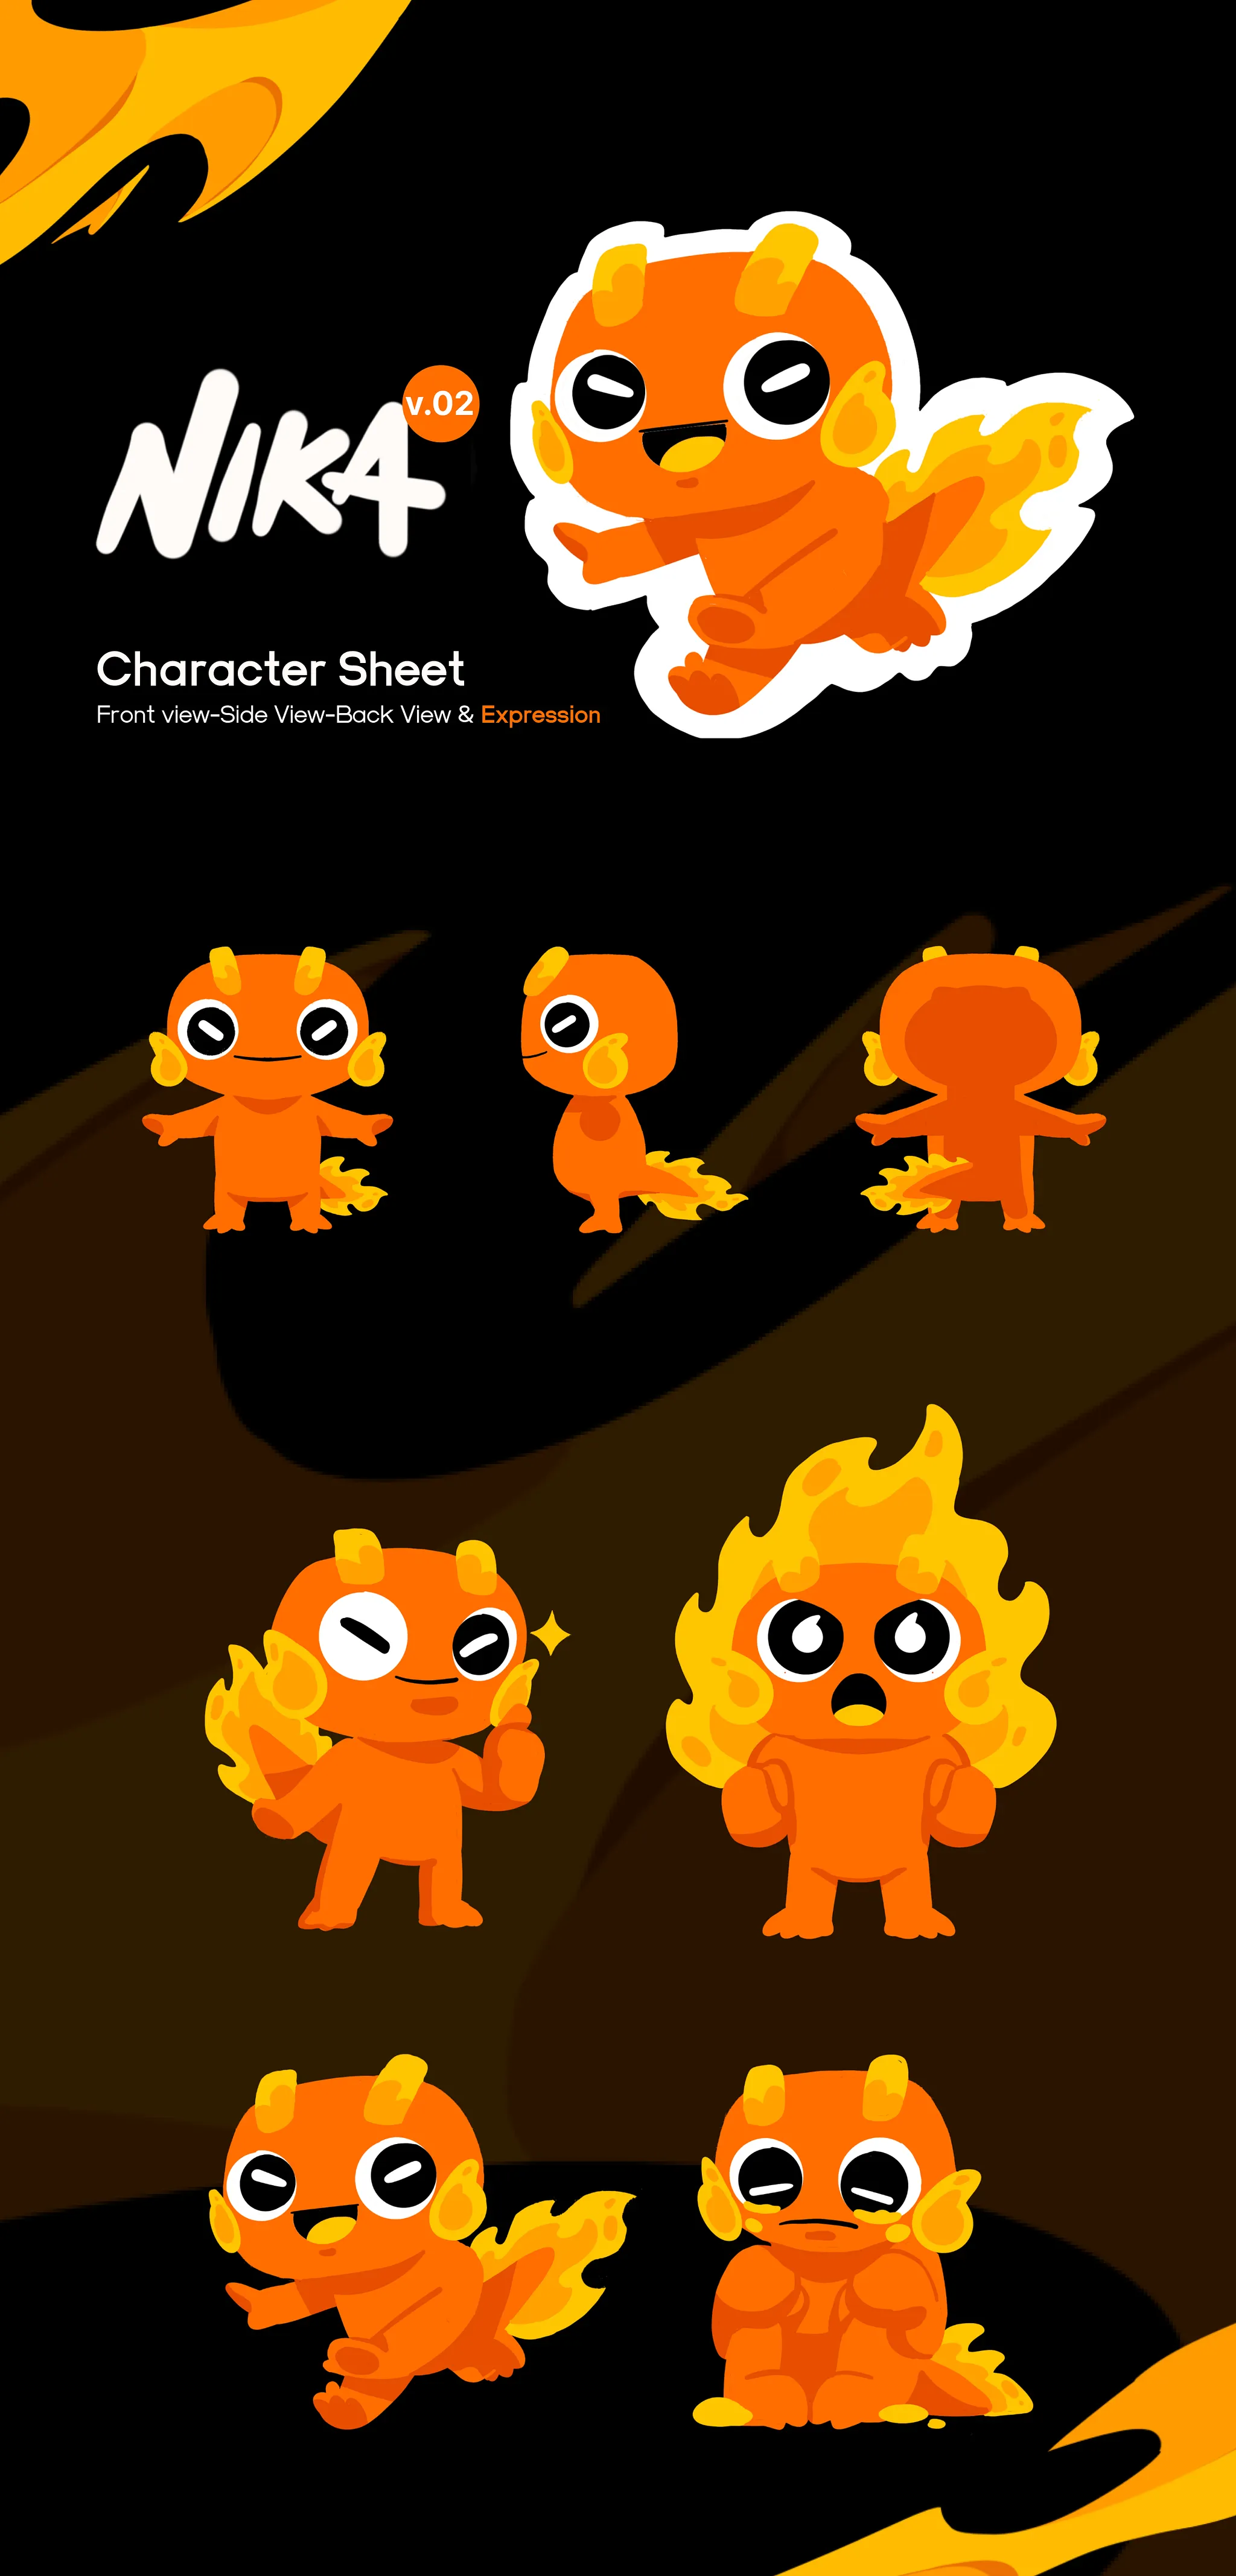 NIKA
v.02
Character Sheet
Front view-Side View-Back View & Expression